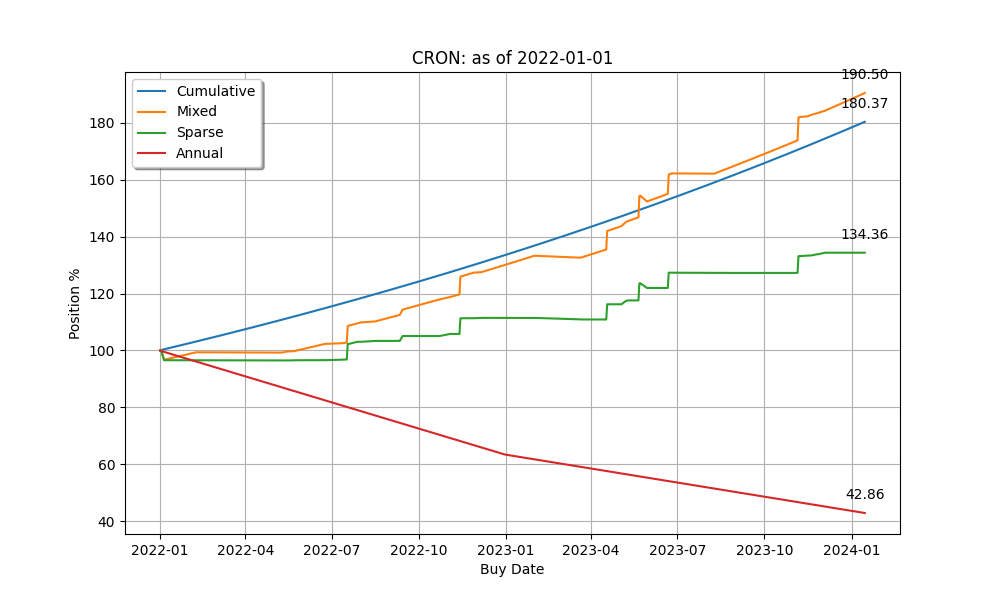 CRON: as of 2022-01-01
Cumulative
Mixed
Sparse
Annual
190.50
180.37
134.36
42.86
Position %
180
160
140
120
100
80
60
40
2022-01 2022-04 2022-07 2022-10 2023-01 2023-04 2023-07 2023-10 2024-01
Buy Date